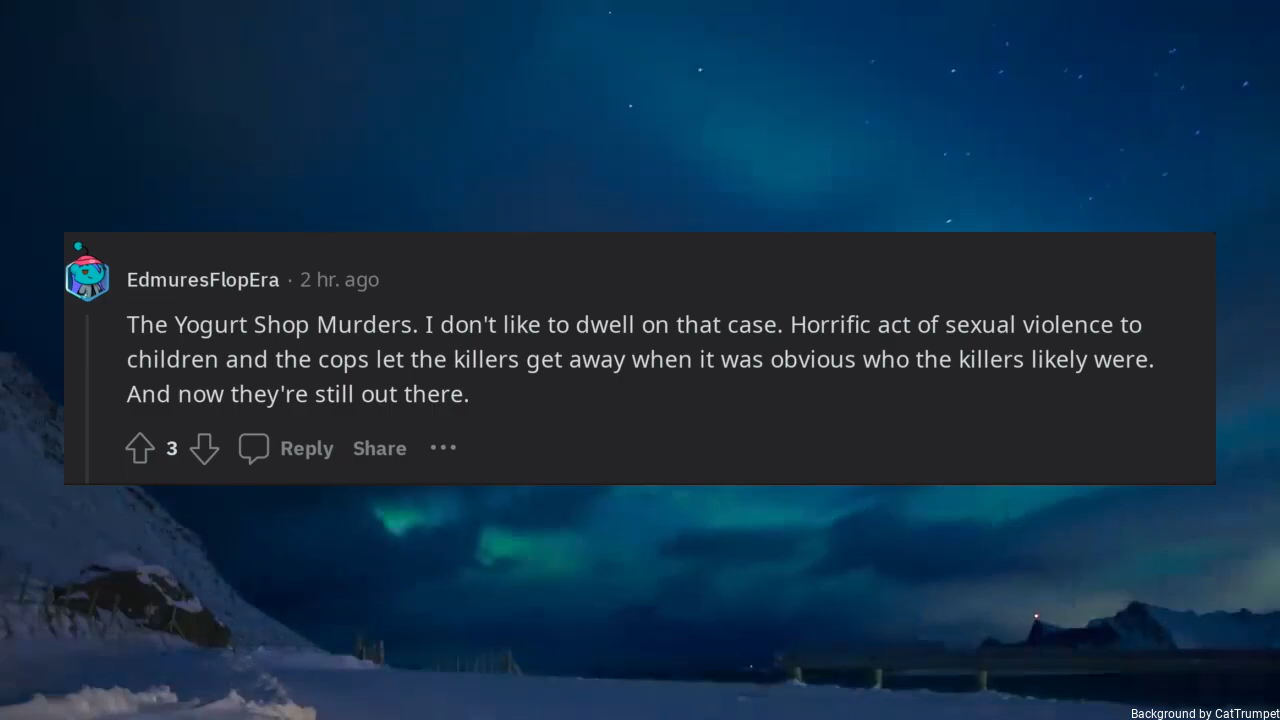 EdmuresFlopEra · 2 hr. ago
The Yogurt Shop Murders. I don't like to dwell on that case. Horrific act of sexual violence to
children and the cops let the killers get away when it was obvious who the killers likely were.
And now they're still out there.
3 Reply Share ···
Background by CatTrumpet